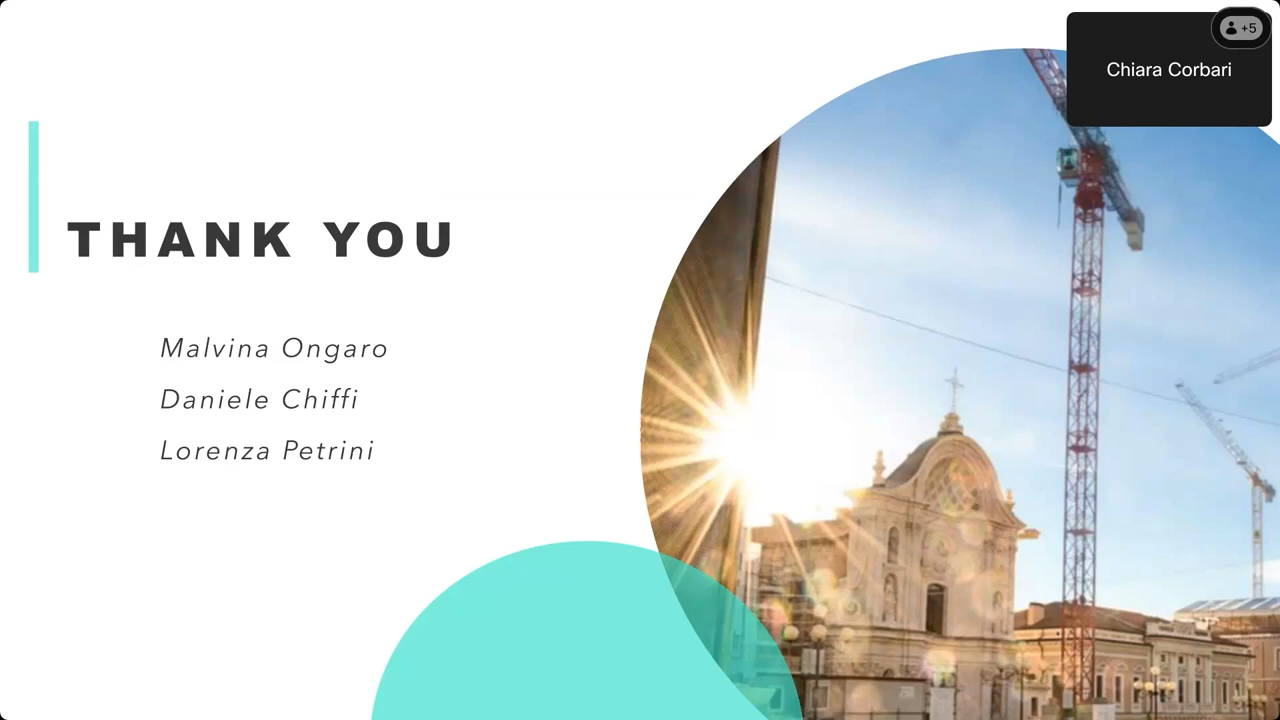 +5
Chiara Corbari
THANK YOU
Malvina Ongaro
Daniele Chiffi
Lorenza Petrini